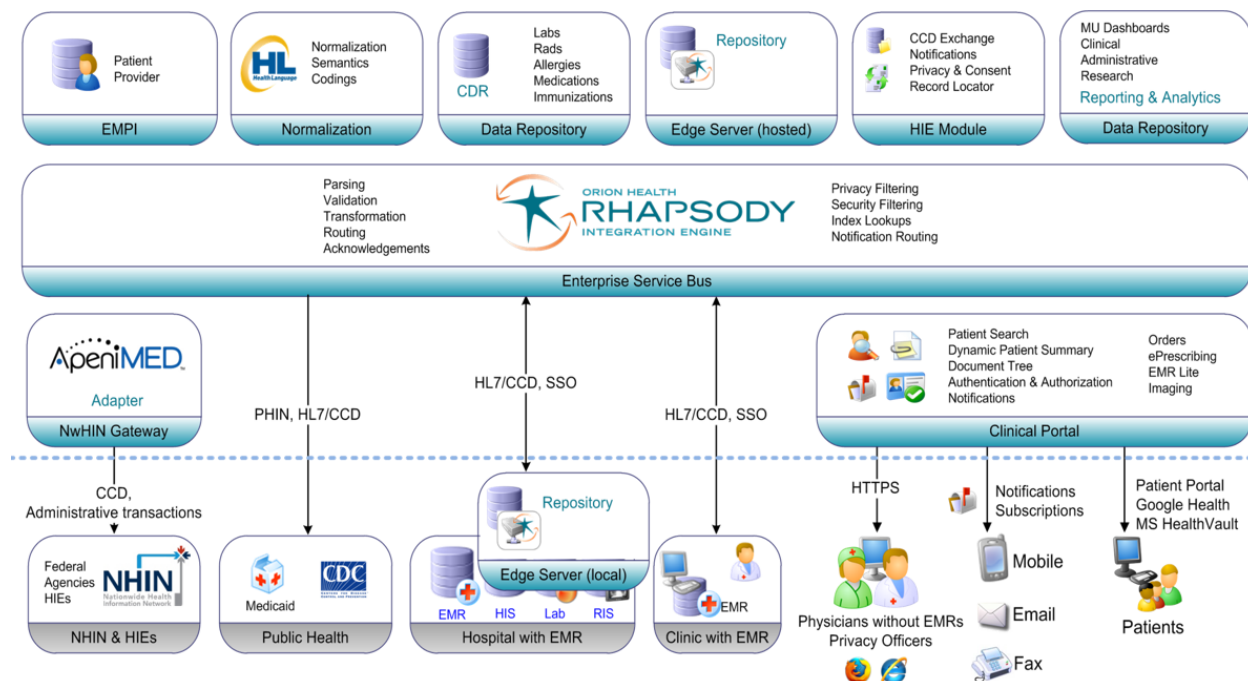 Patient
Provider
EMPI
HL
Health Language
Normalization
Semantics
Codings
Normalization
CDR
Labs
Rads
Allergies
Medications
Immunizations
Data Repository
Repository
Edge Server (hosted)
CCD Exchange
Notifications
Privacy & Consent
Record Locator
HIE Module
MU Dashboards
Clinical
Administrative
Research
Reporting & Analytics
Data Repository
Parsing
Validation
Transformation
Routing
Acknowledgements
ORION HEALTH
RHAPSODY
INTEGRATION ENGINE
Privacy Filtering
Security Filtering
Index Lookups
Notification Routing
Enterprise Service Bus
ApeniMED
Adapter
NwHIN Gateway
PHIN, HL7/CCD
HL7/CCD, SSO
HL7/CCD, SSO
Patient Search
Dynamic Patient Summary
Document Tree
Authentication & Authorization
Notifications
Orders
ePrescribing
EMR Lite
Imaging
Clinical Portal
CCD,
Administrative transactions
HTTPS
Notifications
Subscriptions
Patient Portal
Google Health
MS HealthVault
Federal
Agencies
HIEs
NHIN
Nationwide Health
Information Network
NHIN & HIEs
Medicaid
CDC
Public Health
Repository
Edge Server (local)
EMR
HIS
Lab
RIS
Hospital with EMR
EMR
Clinic with EMR
Physicians without EMRs
Privacy Officers
Mobile
Email
Fax
Patients